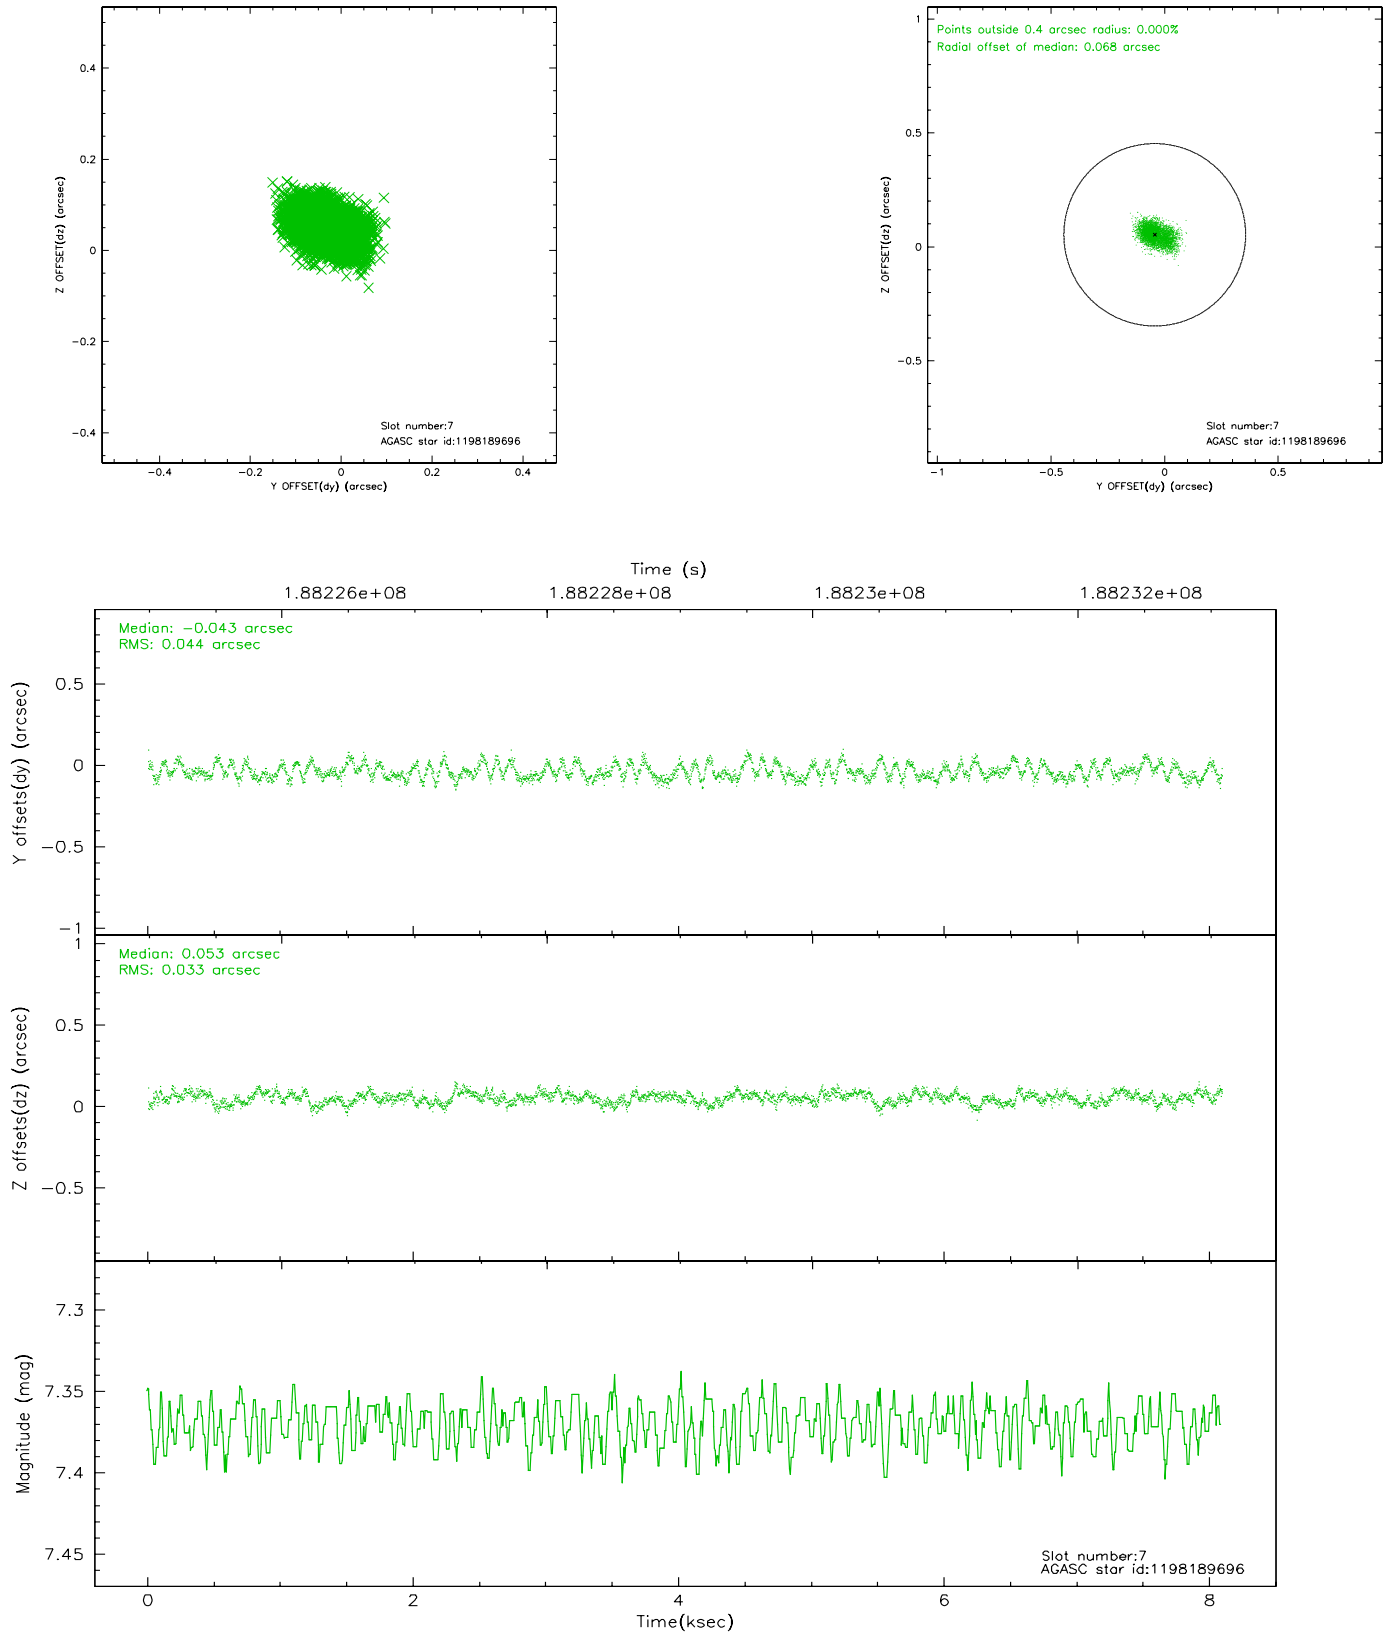 0.4
0.2
0
−0.2
−0.4
Z OFFSET(dz) (arcsec)
Slot number:7
AGASC star id:1198189696
−0.4 −0.2 0 0.2 0.4
Y OFFSET(dy) (arcsec)
Points outside 0.4 arcsec radius: 0.000%
Radial offset of median: 0.068 arcsec
1
0.5
0
−0.5
Z OFFSET(dz) (arcsec)
Slot number:7
AGASC star id:1198189696
−1 −0.5 0 0.5
Y OFFSET(dy) (arcsec)
Time (s)
1.88226e+08 1.88228e+08 1.8823e+08 1.88232e+08
Median: −0.043 arcsec
RMS: 0.044 arcsec
0.5
0
−0.5
−1
Y offsets(dy) (arcsec)
Median: 0.053 arcsec
RMS: 0.033 arcsec
1
0.5
0
−0.5
Z offsets(dz) (arcsec)
7.3
7.35
7.4
7.45
Magnitude (mag)
Slot number:7
AGASC star id:1198189696
0 2 4 6 8
Time(ksec)